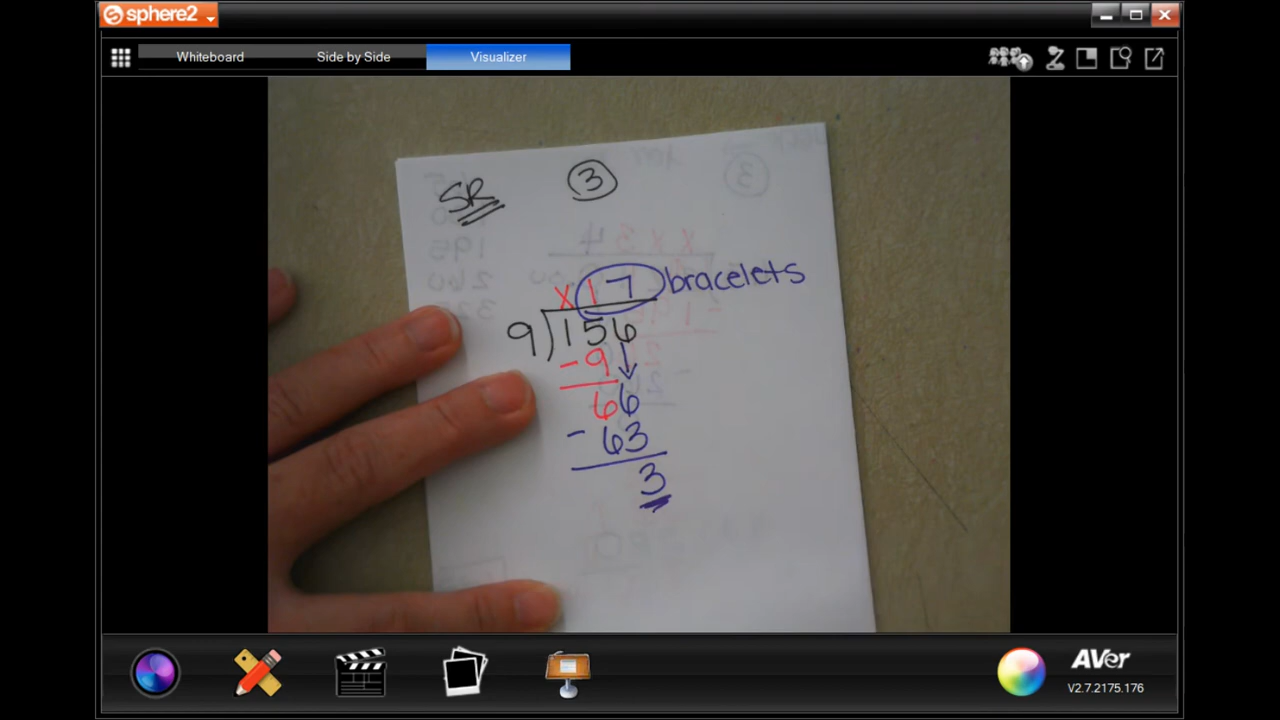 sphere2
Whiteboard Side by Side Visualizer
SR 3
x17 bracelets
9)156
-9
66
-63
3
AVer
V2.7.2175.176